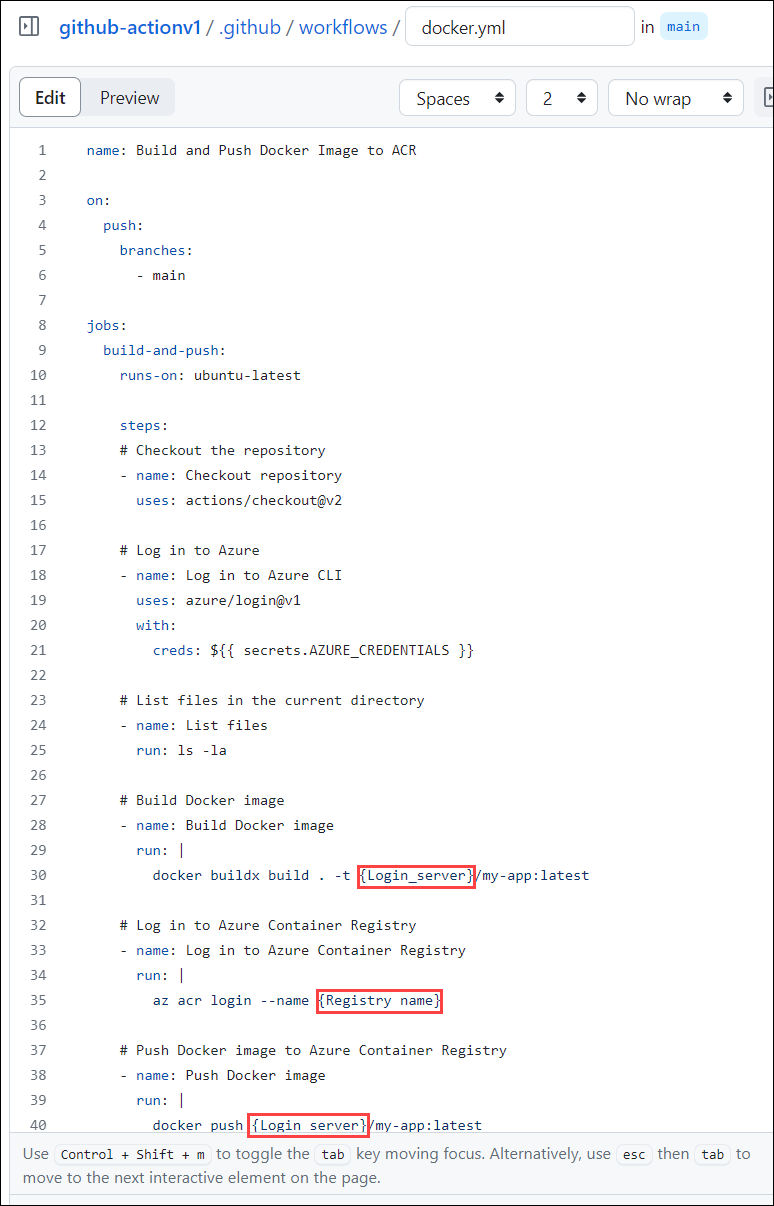 github-actionv1 / .github / workflows / docker.yml in main
Edit Preview Spaces 2 No wrap
1 name: Build and Push Docker Image to ACR
2
3 on:
4   push:
5     branches:
6       - main
7
8 jobs:
9   build-and-push:
10     runs-on: ubuntu-latest
11
12     steps:
13     # Checkout the repository
14     - name: Checkout repository
15       uses: actions/checkout@v2
16
17     # Log in to Azure
18     - name: Log in to Azure CLI
19       uses: azure/login@v1
20       with:
21         creds: ${{ secrets.AZURE_CREDENTIALS }}
22
23     # List files in the current directory
24     - name: List files
25       run: ls -la
26
27     # Build Docker image
28     - name: Build Docker image
29       run: |
30         docker buildx build . -t {Login_server}/my-app:latest
31
32     # Log in to Azure Container Registry
33     - name: Log in to Azure Container Registry
34       run: |
35         az acr login --name {Registry name}
36
37     # Push Docker image to Azure Container Registry
38     - name: Push Docker image
39       run: |
40         docker push {Login server}/my-app:latest
Use Control + Shift + m to toggle the tab key moving focus. Alternatively, use esc then tab to
move to the next interactive element on the page.